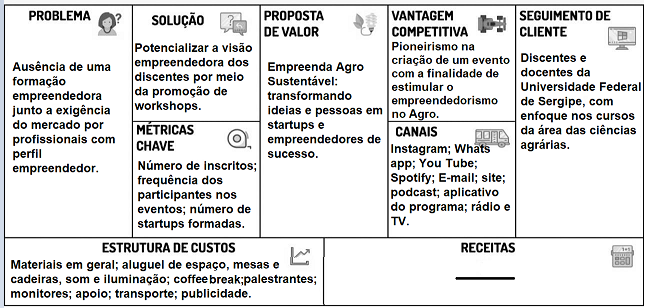 PROBLEMA
Ausência de uma
formação
empreendedora
junto a exigência
do mercado por
profissionais com
perfil
empreendedor.
SOLUÇÃO
Potencializar a visão
empreendedora dos
discentes por meio
da promoção de
workshops.
MÉTRICAS
CHAVE
Número de inscritos;
frequência dos
participantes nos
eventos; número de
startups formadas.
PROPOSTA
DE VALOR
Empreenda Agro
Sustentável:
transformando
ideias e pessoas em
startups e
empreendedores de
sucesso.
VANTAGEM
COMPETITIVA
Pioneirismo na
criação de um evento
com a finalidade de
estimular o
empreendedorismo
no Agro.
CANAIS
Instagram; Whats
app; You Tube;
Spotify; E-mail; site;
podcast; aplicativo
do programa; rádio e
TV.
SEGUIMENTO DE
CLIENTE
Discentes e
docentes da
Universidade Federal
de Sergipe, com
enfoque nos cursos
da área das ciências
agrárias.
ESTRUTURA DE CUSTOS
Materiais em geral; aluguel de espaço, mesas e
cadeiras, som e iluminação; coffee break; palestrantes;
monitores; apoio; transporte; publicidade.
RECEITAS